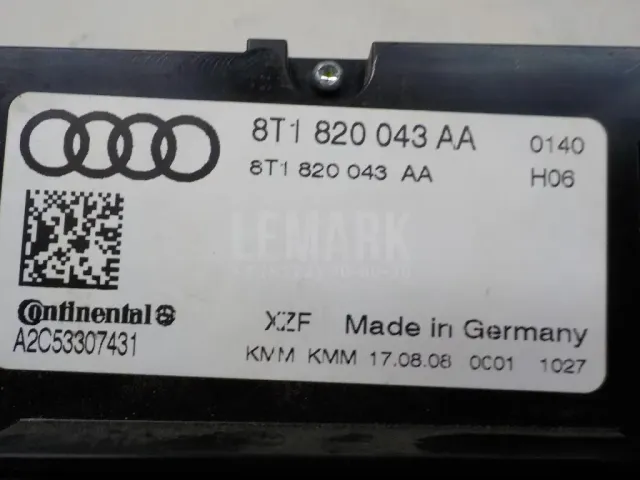 8T1 820 043 AA 0140
8T1 820 043 AA H06
LEMARK
Continental
A2C53307431
XZF Made in Germany
KMM KMM 17.08.08 0001 1027